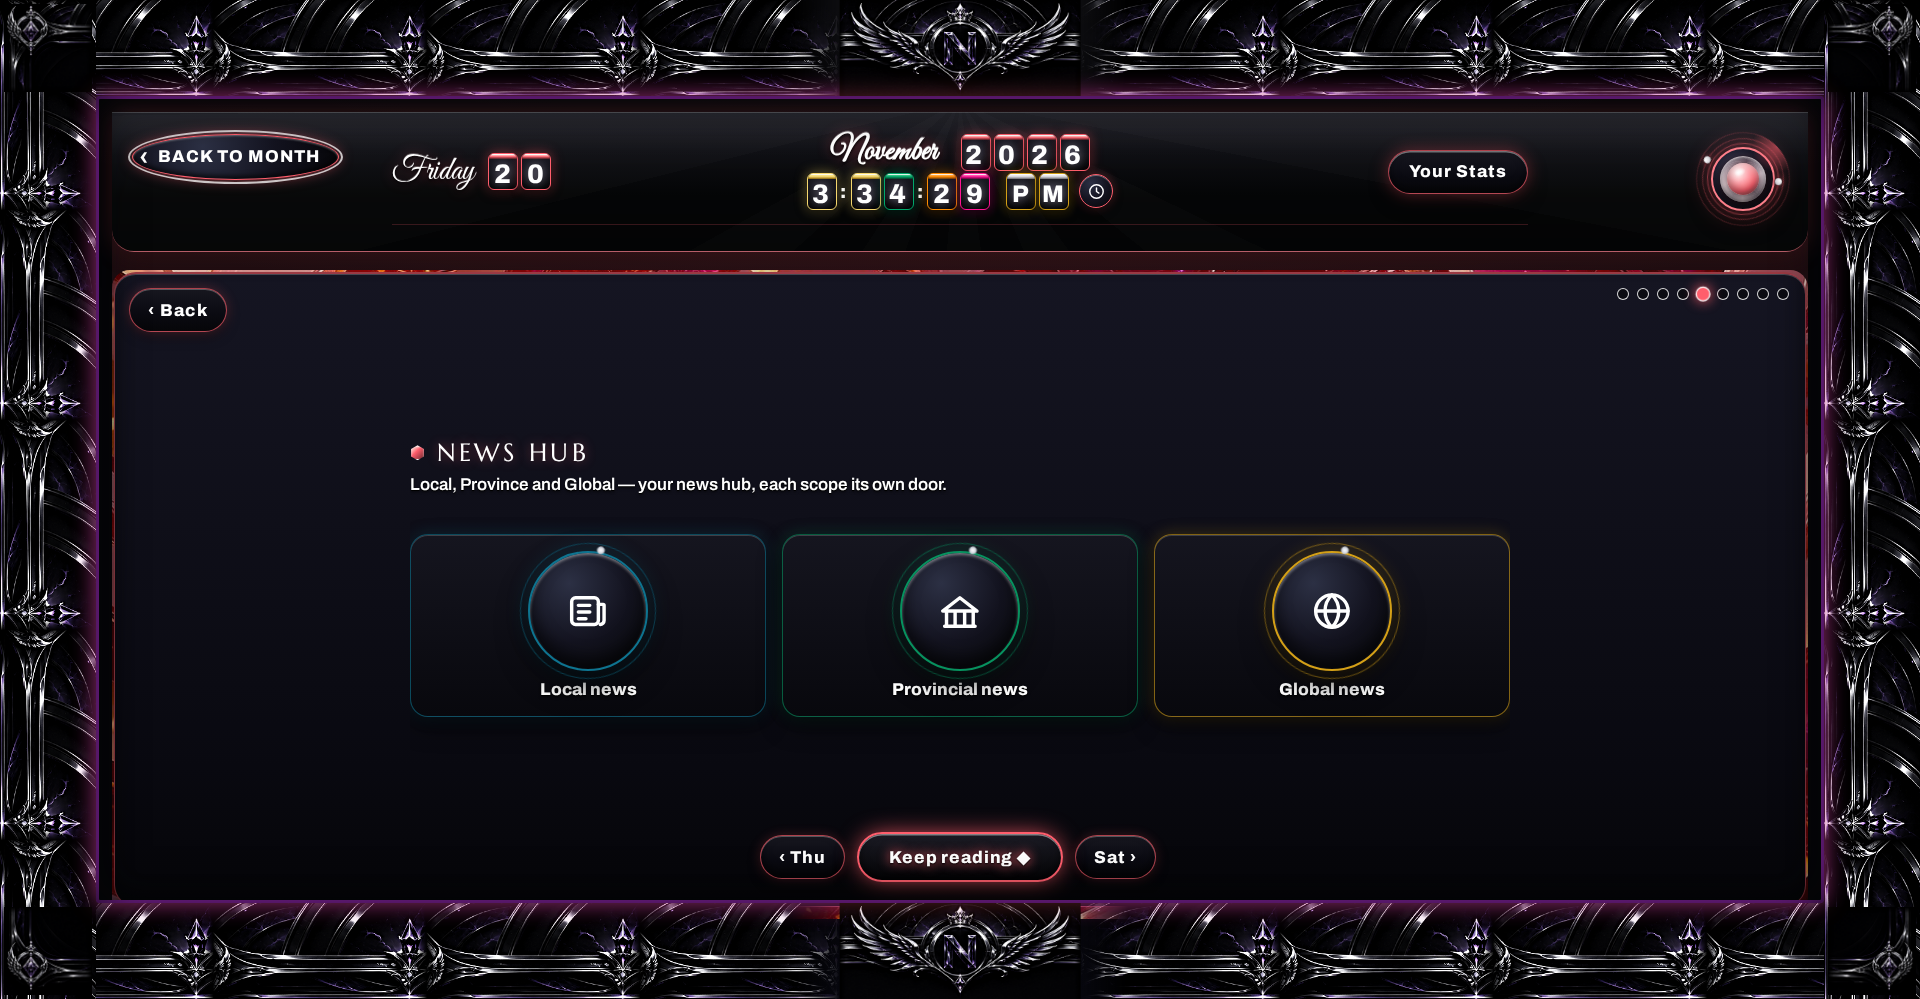 N
‹ BACK TO MONTH
Friday 20
November 2026
3:34:29 PM
Your Stats
‹ Back
NEWS HUB
Local, Province and Global — your news hub, each scope its own door.
Local news
Provincial news
Global news
‹ Thu
Keep reading ◆
Sat ›
N